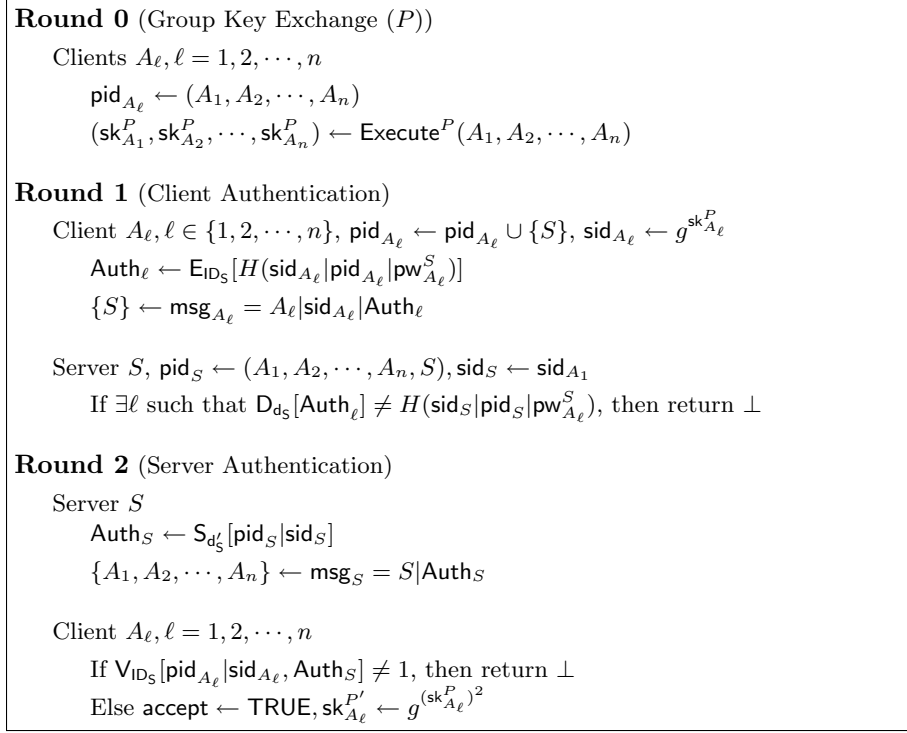 Round 0 (Group Key Exchange (P))
Clients A_ℓ, ℓ = 1, 2, ⋯, n
pid_{A_ℓ} ← (A_1, A_2, ⋯, A_n)
(sk^P_{A_1}, sk^P_{A_2}, ⋯, sk^P_{A_n}) ← Execute^P(A_1, A_2, ⋯, A_n)
Round 1 (Client Authentication)
Client A_ℓ, ℓ ∈ {1, 2, ⋯, n}, pid_{A_ℓ} ← pid_{A_ℓ} ∪ {S}, sid_{A_ℓ} ← g^{sk^P_{A_ℓ}}
Auth_ℓ ← E_{ID_S}[H(sid_{A_ℓ}|pid_{A_ℓ}|pw^S_{A_ℓ})]
{S} ← msg_{A_ℓ} = A_ℓ|sid_{A_ℓ}|Auth_ℓ
Server S, pid_S ← (A_1, A_2, ⋯, A_n, S), sid_S ← sid_{A_1}
If ∃ℓ such that D_{d_S}[Auth_ℓ] ≠ H(sid_S|pid_S|pw^S_{A_ℓ}), then return ⊥
Round 2 (Server Authentication)
Server S
Auth_S ← S_{d'_S}[pid_S|sid_S]
{A_1, A_2, ⋯, A_n} ← msg_S = S|Auth_S
Client A_ℓ, ℓ = 1, 2, ⋯, n
If V_{ID_S}[pid_{A_ℓ}|sid_{A_ℓ}, Auth_S] ≠ 1, then return ⊥
Else accept ← TRUE, sk^{P'}_{A_ℓ} ← g^{(sk^P_{A_ℓ})^2}